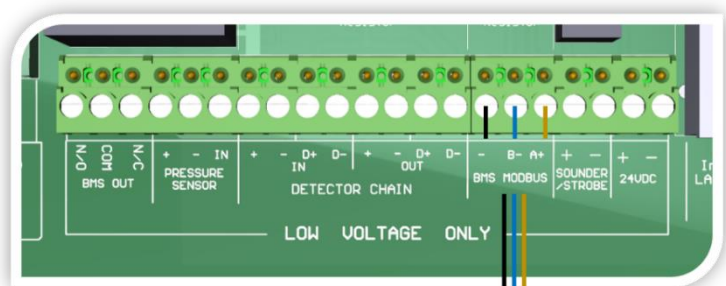 N/O COM N/C + - IN + - D+ D- + - D+ D- - B- A+ + - + -
IN OUT
BMS OUT PRESSURE SENSOR DETECTOR CHAIN BMS MODBUS SOUNDER /STROBE 24VDC
LOW VOLTAGE ONLY